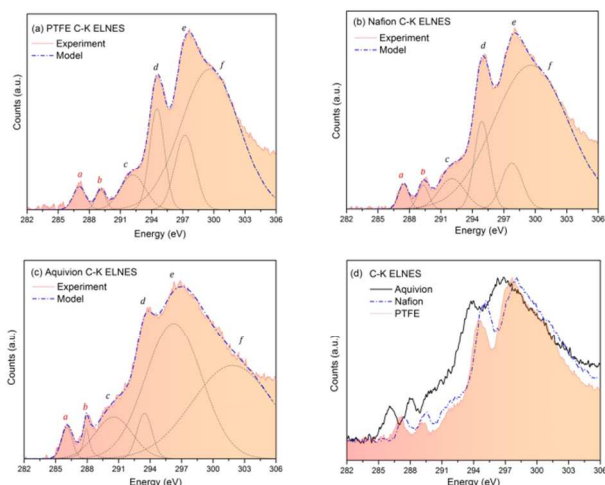 (a) PTFE C-K ELNES
Experiment
Model
a
b
c
d
e
f
Counts (a.u.)
282 285 288 291 294 297 300 303 306
Energy (eV)
(b) Nafion C-K ELNES
Experiment
Model
a
b
c
d
e
f
Counts (a.u.)
282 285 288 291 294 297 300 303 306
Energy (eV)
(c) Aquivion C-K ELNES
Experiment
Model
a
b
c
d
e
f
Counts (a.u.)
282 285 288 291 294 297 300 303 306
Energy (eV)
(d) C-K ELNES
Aquivion
Nafion
PTFE
Counts (a.u.)
282 285 288 291 294 297 300 303 306
Energy (eV)